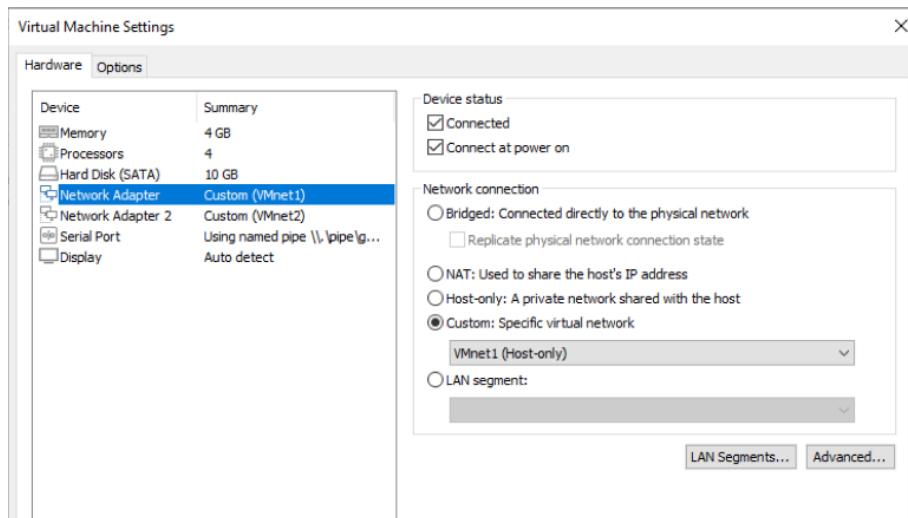 Virtual Machine Settings
Hardware Options
Device Summary
Memory 4 GB
Processors 4
Hard Disk (SATA) 10 GB
Network Adapter Custom (VMnet1)
Network Adapter 2 Custom (VMnet2)
Serial Port Using named pipe \\.\pipe\g...
Display Auto detect
Device status
Connected
Connect at power on
Network connection
Bridged: Connected directly to the physical network
Replicate physical network connection state
NAT: Used to share the host's IP address
Host-only: A private network shared with the host
Custom: Specific virtual network
VMnet1 (Host-only)
LAN segment:
LAN Segments... Advanced...